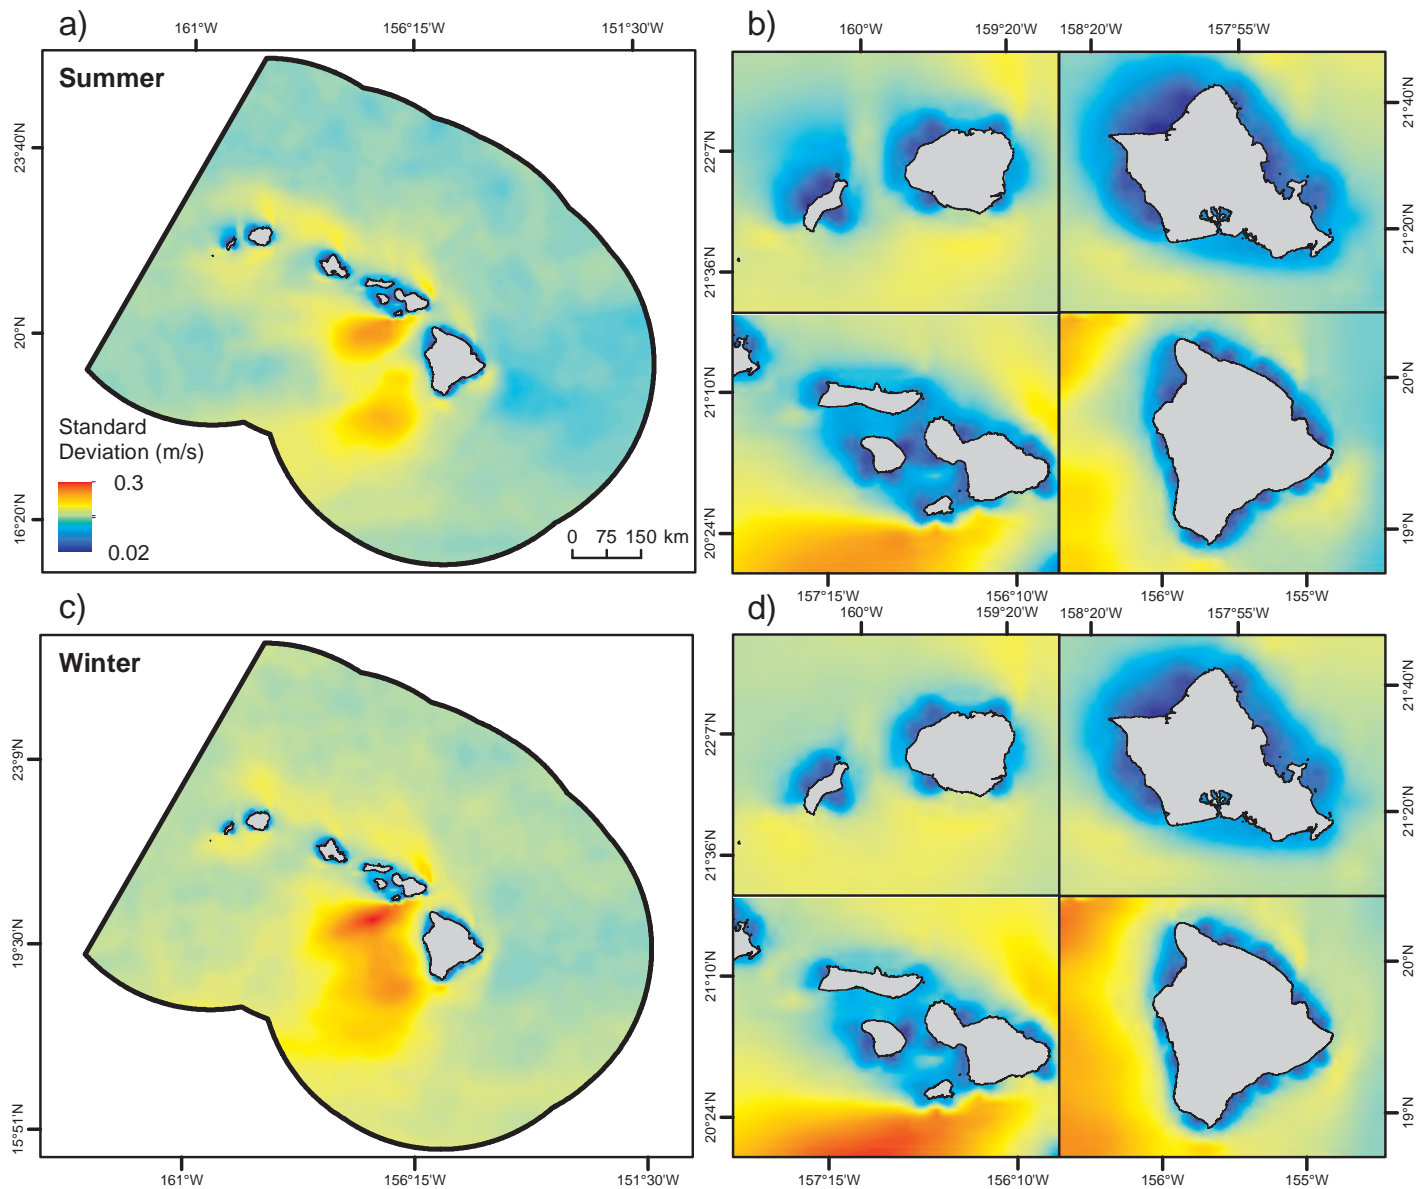 a)
161°W
156°15'W
151°30'W
Summer
23°40'N
20°N
16°20'N
Standard
Deviation (m/s)
0.3
0.02
0 75 150 km
b)
160°W
159°20'W
158°20'W
157°55'W
22°7'N
21°36'N
21°40'N
21°20'N
21°10'N
20°24'N
20°N
19°N
157°15'W
156°10'W
156°W
155°W
c)
Winter
23°9'N
19°30'N
15°51'N
161°W
156°15'W
151°30'W
d)
160°W
159°20'W
158°20'W
157°55'W
22°7'N
21°36'N
21°40'N
21°20'N
21°10'N
20°24'N
20°N
19°N
157°15'W
156°10'W
156°W
155°W